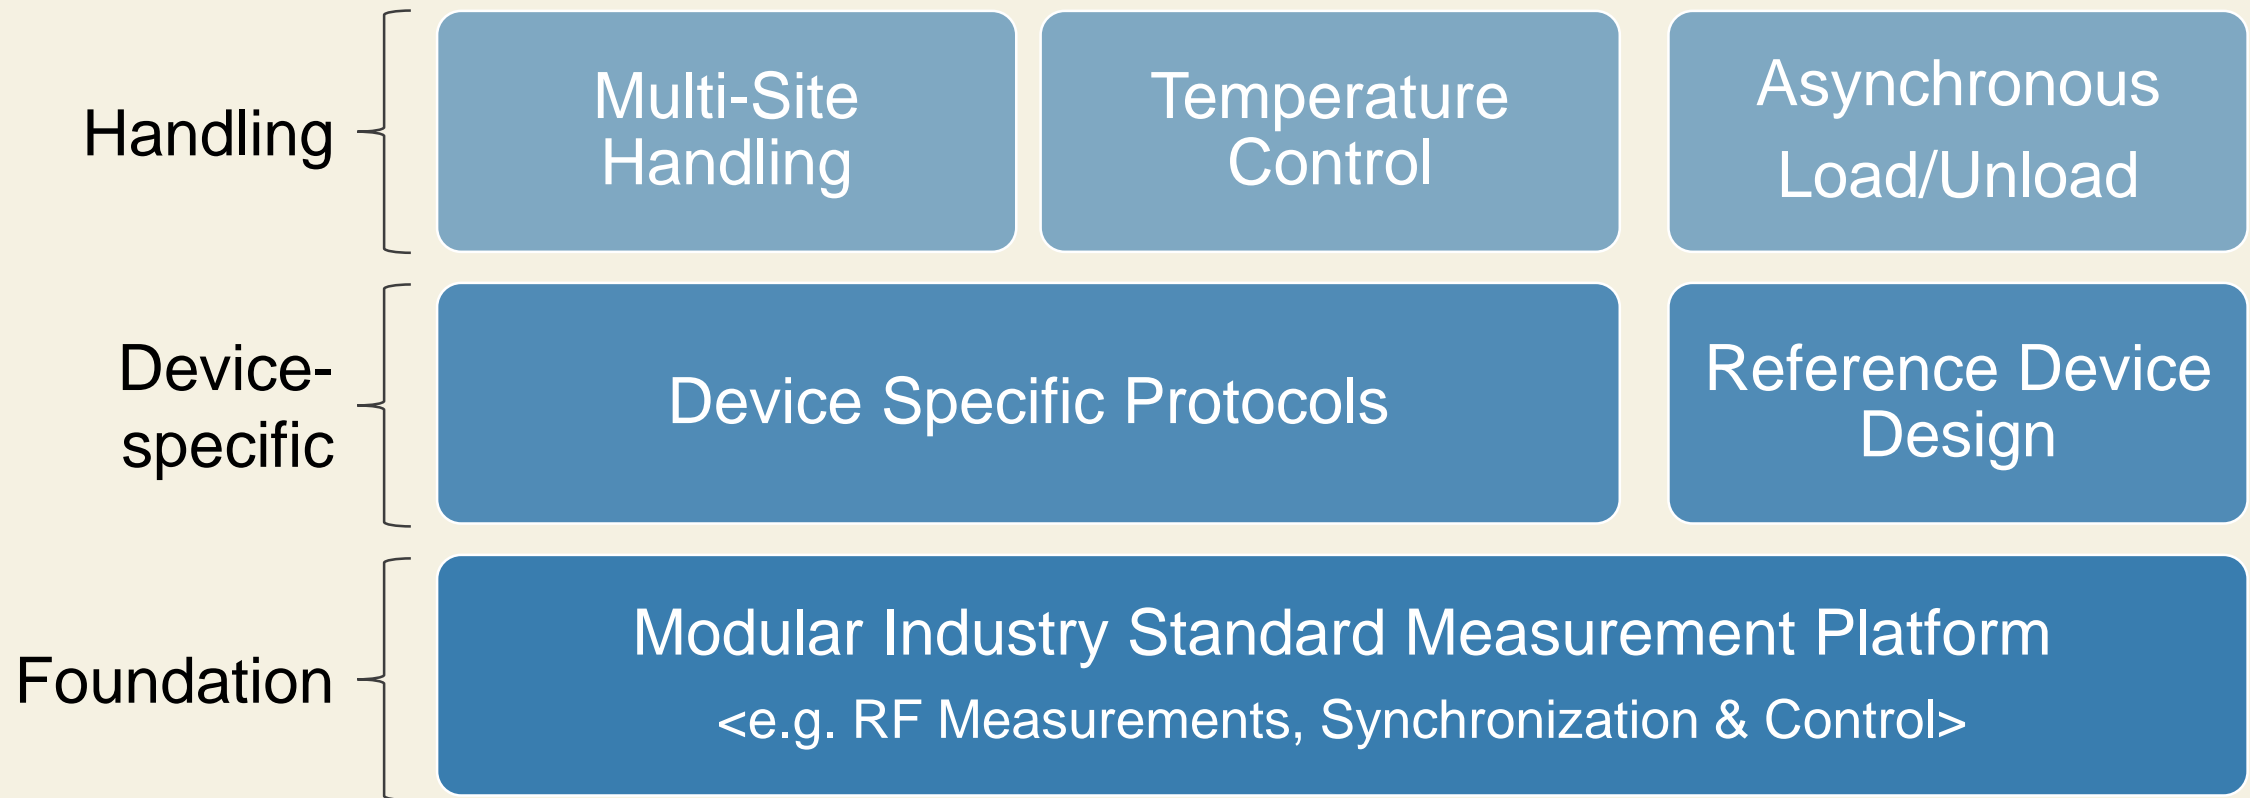 Handling
Multi-Site
Handling
Temperature
Control
Asynchronous
Load/Unload
Device-
specific
Device Specific Protocols
Reference Device
Design
Foundation
Modular Industry Standard Measurement Platform
<e.g. RF Measurements, Synchronization & Control>